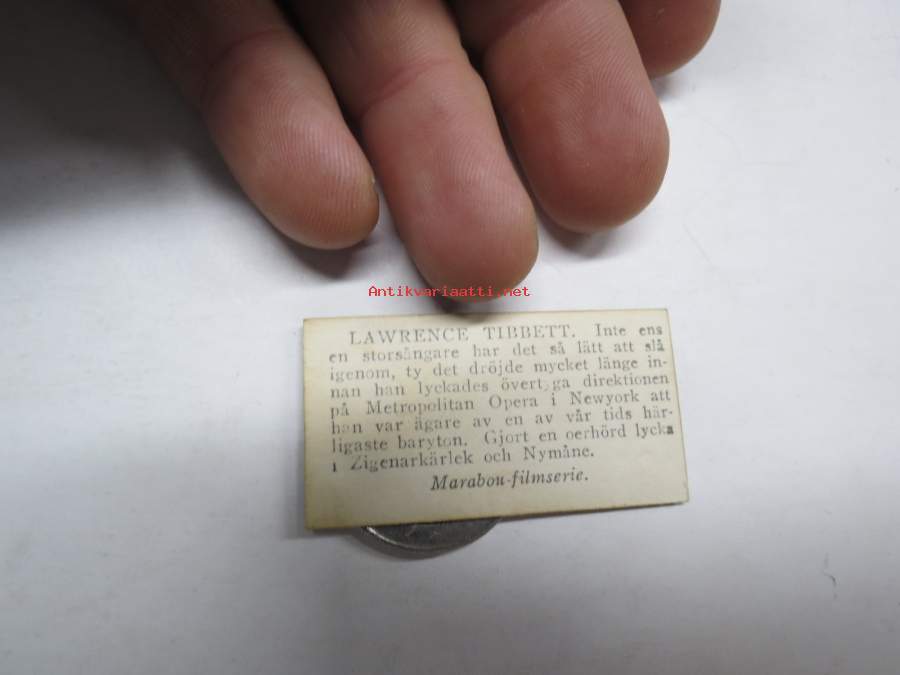 Antikvariaatti.net
LAWRENCE TIBBETT. Inte ens
en storsångare har det så lätt att slå
igenom, ty det dröjde mycket länge in-
nan han lyckades övertyga direktionen
på Metropolitan Opera i Newyork att
han var ägare av en av vår tids här-
ligaste baryton. Gjort en oerhörd lycka
i Zigenarkärlek och Nymåne.
Marabou-filmserie.